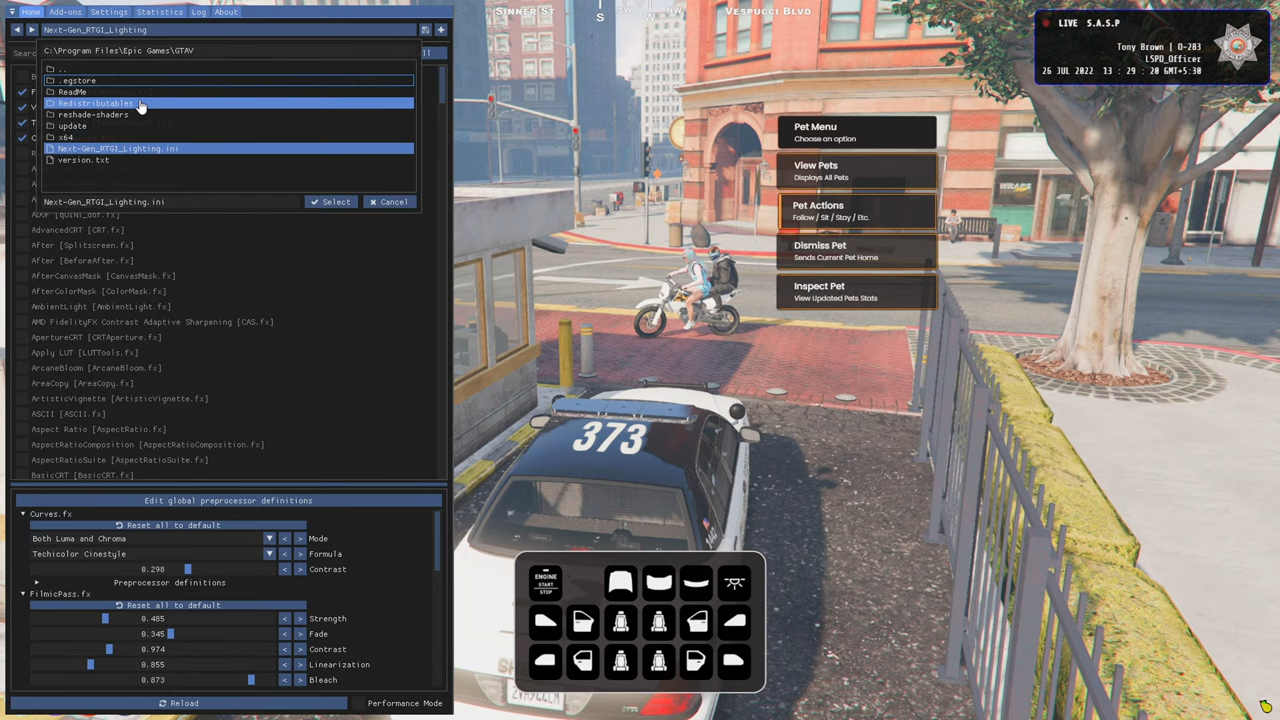 Home Add-ons Settings Statistics Log About
Next-Gen_RTGI_Lighting
C:\Program Files\Epic Games\GTAV
..
.egstore
ReadMe
Redistributables
reshade-shaders
update
x64
Next-Gen_RTGI_Lighting.ini
version.txt
Next-Gen_RTGI_Lighting.ini
Select
Cancel
AdvancedCRT [CRT.fx]
After [Splitscreen.fx]
After [BeforeAfter.fx]
AfterCanvasMask [CanvasMask.fx]
AfterColorMask [ColorMask.fx]
AmbientLight [AmbientLight.fx]
AMD FidelityFX Contrast Adaptive Sharpening [CAS.fx]
ApertureCRT [CRTAperture.fx]
Apply LUT [LUTTools.fx]
ArcaneBloom [ArcaneBloom.fx]
AreaCopy [AreaCopy.fx]
ArtisticVignette [ArtisticVignette.fx]
ASCII [ASCII.fx]
Aspect Ratio [AspectRatio.fx]
AspectRatioComposition [AspectRatioComposition.fx]
AspectRatioSuite [AspectRatioSuite.fx]
BasicCRT [BasicCRT.fx]
Edit global preprocessor definitions
Curves.fx
Reset all to default
Both Luma and Chroma < > Mode
Techicolor Cinestyle < > Formula
0.298 < > Contrast
Preprocessor definitions
FilmicPass.fx
Reset all to default
0.485 < > Strength
0.345 < > Fade
0.974 < > Contrast
0.855 < > Linearization
0.873 < > Bleach
Reload
Performance Mode
Sinner St
S
SW
W
Vespucci Blvd
LIVE S.A.S.P
Tony Brown | O-203
LSPD_Officer
26 JUL 2022 13 : 29 : 20 GMT+5:30
Pet Menu
Choose an option
View Pets
Displays All Pets
Pet Actions
Follow / Sit / Stay / Etc.
Dismiss Pet
Sends Current Pet Home
Inspect Pet
View Updated Pets Stats
WRAPS
373
ENGINE
START
STOP